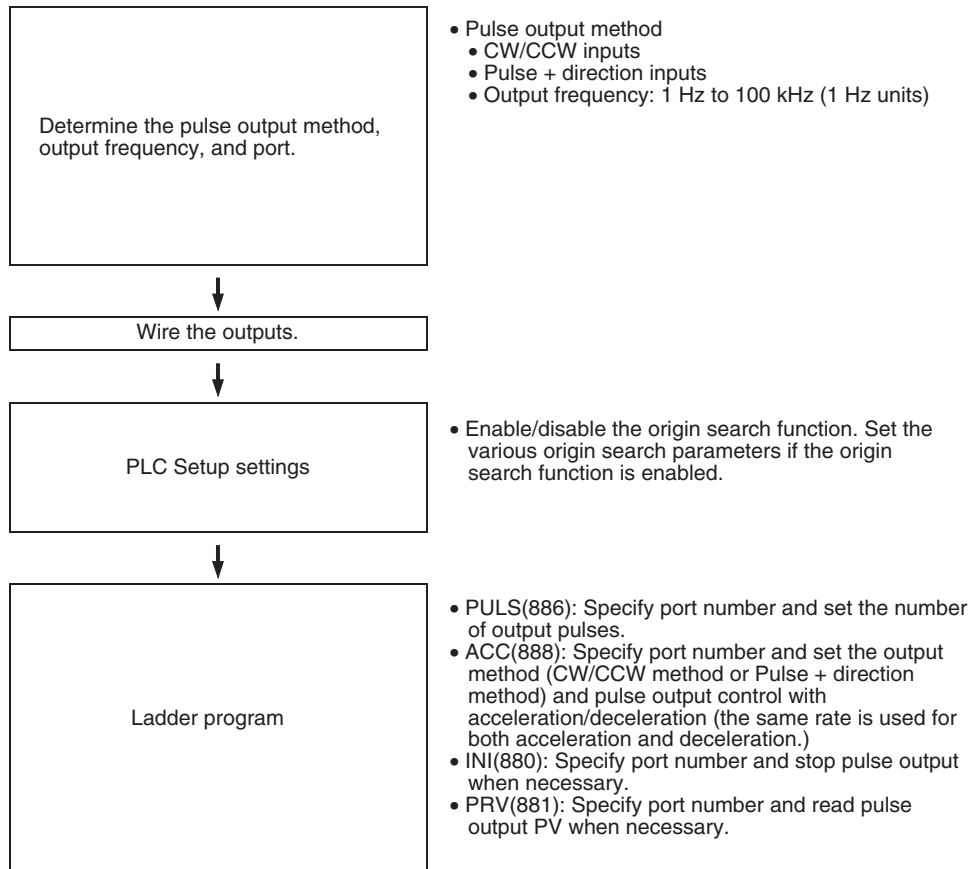 Determine the pulse output method,
output frequency, and port.
• Pulse output method
• CW/CCW inputs
• Pulse + direction inputs
• Output frequency: 1 Hz to 100 kHz (1 Hz units)
Wire the outputs.
PLC Setup settings
• Enable/disable the origin search function. Set the
various origin search parameters if the origin
search function is enabled.
Ladder program
• PULS(886): Specify port number and set the number
of output pulses.
• ACC(888): Specify port number and set the output
method (CW/CCW method or Pulse + direction
method) and pulse output control with
acceleration/deceleration (the same rate is used for
both acceleration and deceleration.)
• INI(880): Specify port number and stop pulse output
when necessary.
• PRV(881): Specify port number and read pulse
output PV when necessary.